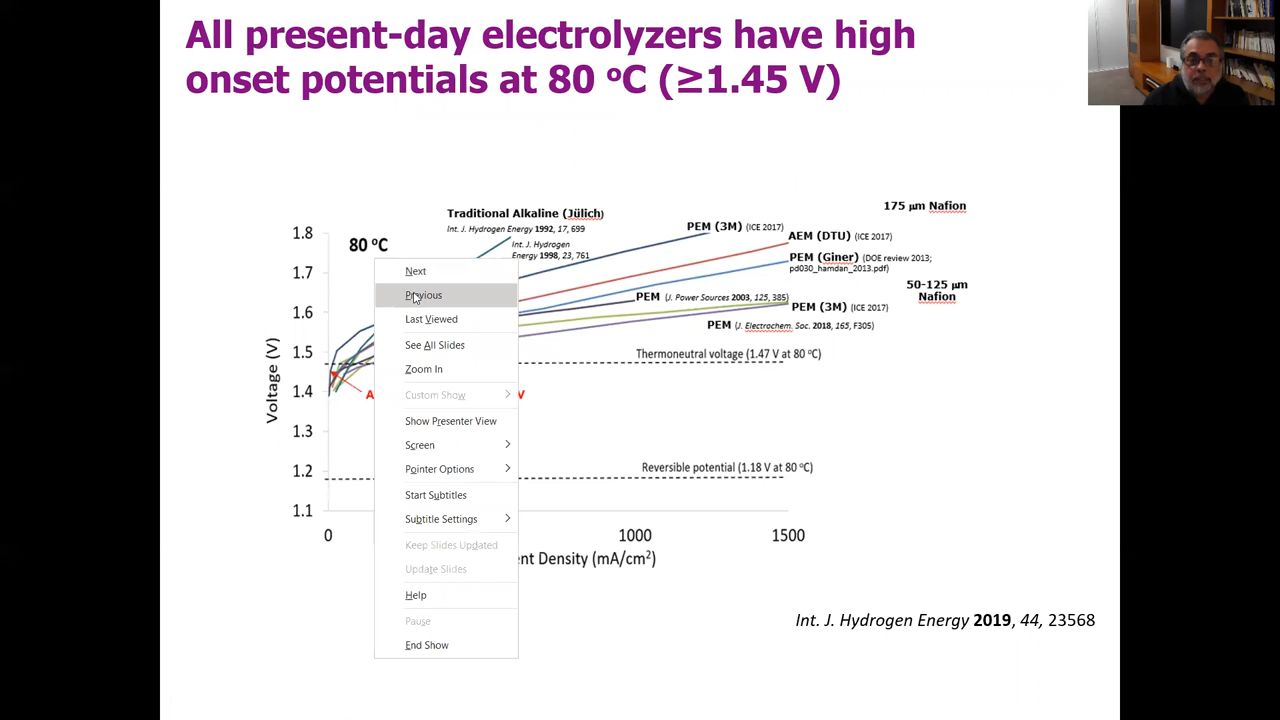 All present-day electrolyzers have high
onset potentials at 80 ºC (≥1.45 V)
175 µm Nafion
Traditional Alkaline (Jülich)
Int. J. Hydrogen Energy 1992, 17, 699
Int. J. Hydrogen
Energy 1998, 23, 761
PEM (3M) (ICE 2017)
AEM (DTU) (ICE 2017)
PEM (Giner) (DOE review 2013;
pd030_hamdan_2013.pdf)
50-125 µm
Nafion
PEM (J. Power Sources 2003, 125, 385)
PEM (3M) (ICE 2017)
PEM (J. Electrochem. Soc. 2018, 165, F305)
80 ºC
1.8
1.7
1.6
1.5
1.4
1.3
1.2
1.1
Voltage (V)
Thermoneutral voltage (1.47 V at 80 ºC)
A
V
Reversible potential (1.18 V at 80 ºC)
0
1000
1500
ent Density (mA/cm²)
Next
Previous
Last Viewed
See All Slides
Zoom In
Custom Show
Show Presenter View
Screen
Pointer Options
Start Subtitles
Subtitle Settings
Keep Slides Updated
Update Slides
Help
Pause
End Show
Int. J. Hydrogen Energy 2019, 44, 23568